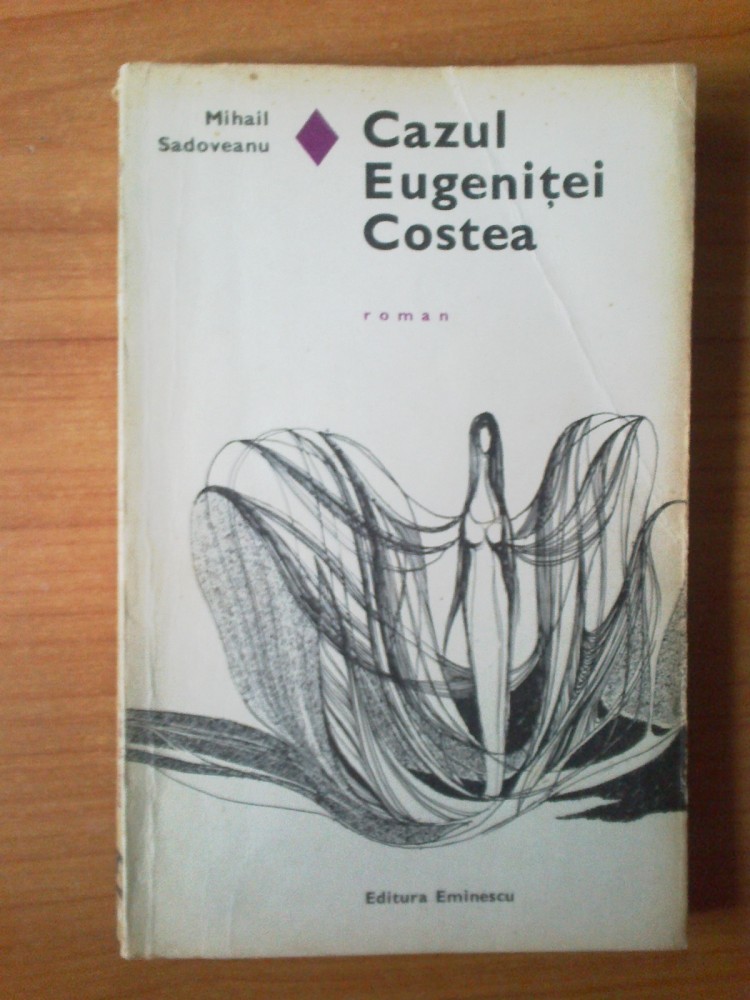 Mihail
Sadoveanu
Cazul
Eugeniței
Costea
roman
Editura Eminescu